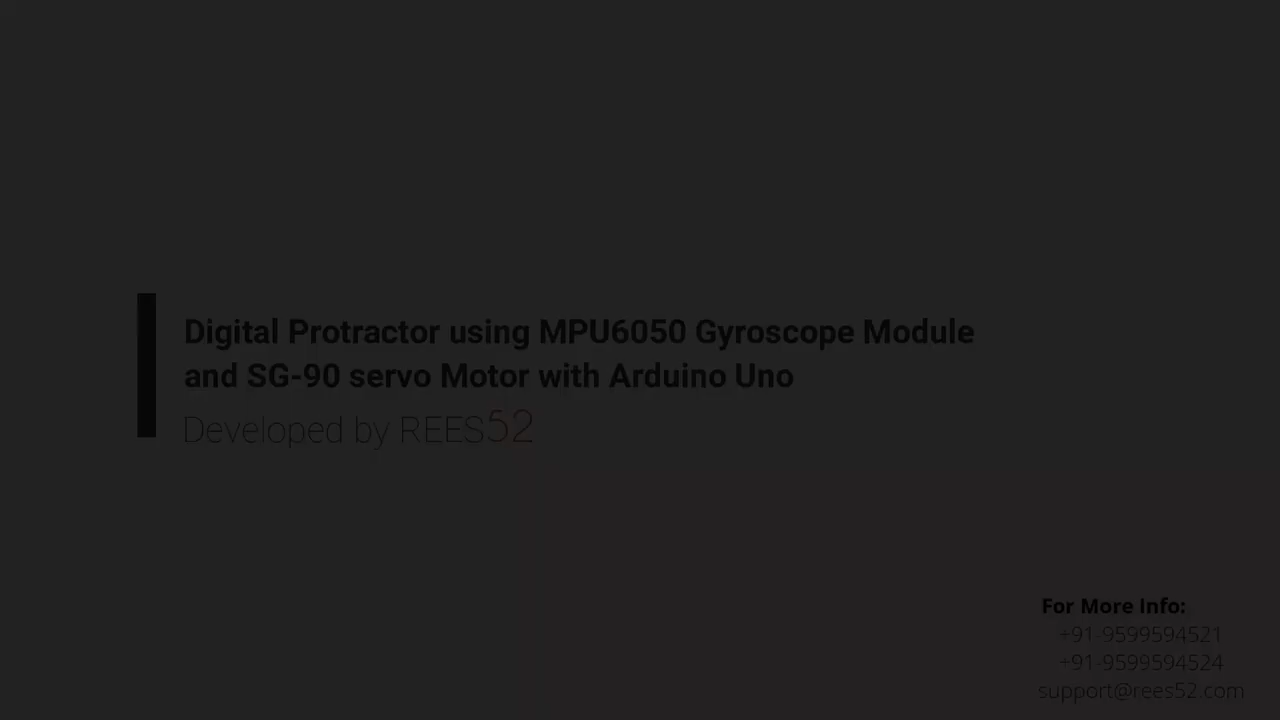 Digital Protractor using MPU6050 Gyroscope Module
and SG-90 servo Motor with Arduino Uno
Developed by REES52
For More Info:
+91-9599594521
+91-9599594524
support@rees52.com